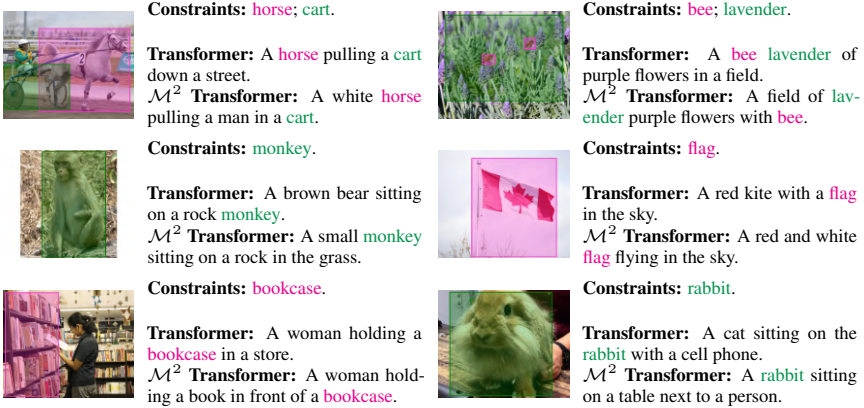 Constraints: horse; cart.
Transformer: A horse pulling a cart
down a street.
M² Transformer: A white horse
pulling a man in a cart.
Constraints: bee; lavender.
Transformer: A bee lavender of
purple flowers in a field.
M² Transformer: A field of lav-
ender purple flowers with bee.
Constraints: monkey.
Transformer: A brown bear sitting
on a rock monkey.
M² Transformer: A small monkey
sitting on a rock in the grass.
Constraints: flag.
Transformer: A red kite with a flag
in the sky.
M² Transformer: A red and white
flag flying in the sky.
Constraints: bookcase.
Transformer: A woman holding a
bookcase in a store.
M² Transformer: A woman hold-
ing a book in front of a bookcase.
Constraints: rabbit.
Transformer: A cat sitting on the
rabbit with a cell phone.
M² Transformer: A rabbit sitting
on a table next to a person.
2